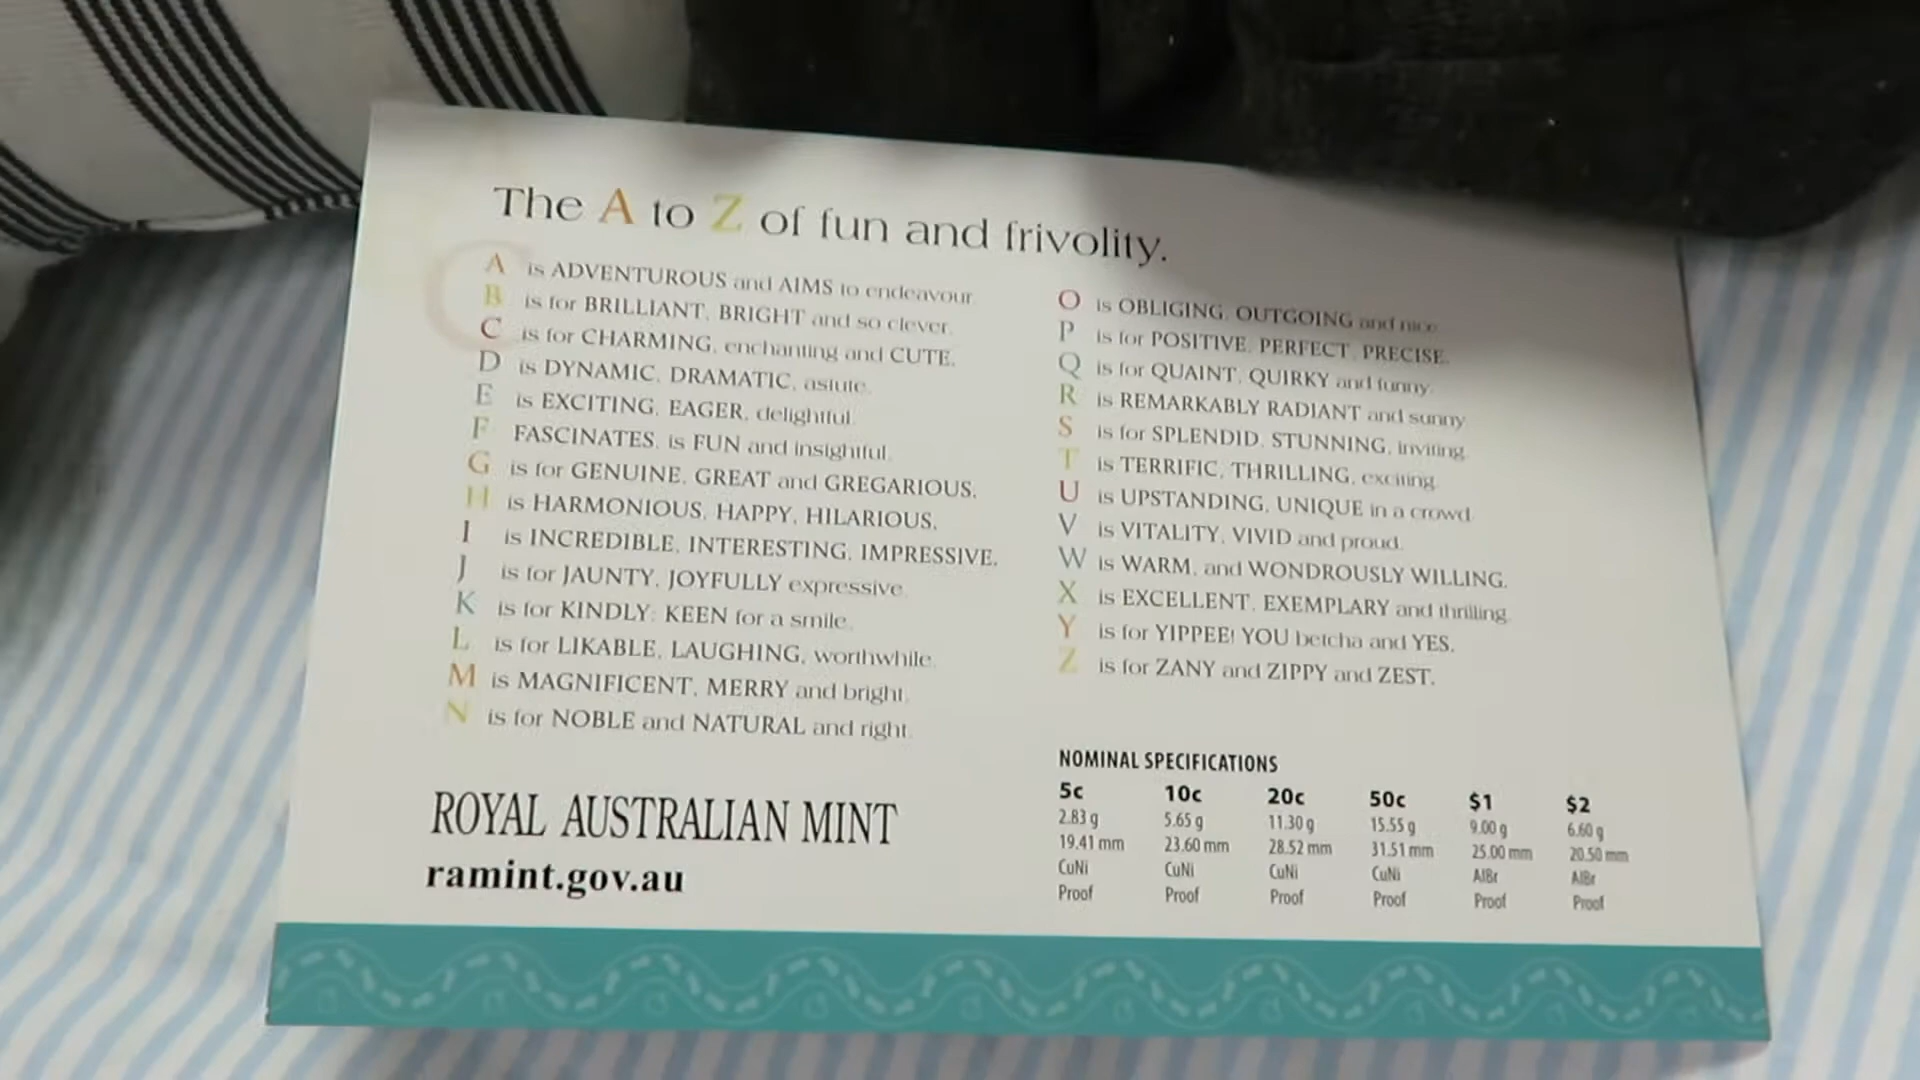 The A to Z of fun and frivolity.
A is ADVENTUROUS and AIMS to endeavour.
B is for BRILLIANT, BRIGHT and so clever.
C is for CHARMING, enchanting and CUTE.
D is DYNAMIC, DRAMATIC, astute.
E is EXCITING, EAGER, delightful.
F FASCINATES, is FUN and insightful.
G is for GENUINE, GREAT and GREGARIOUS.
H is HARMONIOUS, HAPPY, HILARIOUS.
I is INCREDIBLE, INTERESTING, IMPRESSIVE.
J is for JAUNTY, JOYFULLY expressive.
K is for KINDLY; KEEN for a smile.
L is for LIKABLE, LAUGHING, worthwhile.
M is MAGNIFICENT, MERRY and bright.
N is for NOBLE and NATURAL and right.
O is OBLIGING, OUTGOING and nice.
P is for POSITIVE, PERFECT, PRECISE.
Q is for QUAINT, QUIRKY and funny.
R is REMARKABLY RADIANT and sunny.
S is for SPLENDID, STUNNING, inviting.
T is TERRIFIC, THRILLING, exciting.
U is UPSTANDING, UNIQUE in a crowd.
V is VITALITY, VIVID and proud.
W is WARM, and WONDROUSLY WILLING.
X is EXCELLENT, EXEMPLARY and thrilling.
Y is for YIPPEE! YOU betcha and YES.
Z is for ZANY and ZIPPY and ZEST.
ROYAL AUSTRALIAN MINT
ramint.gov.au
NOMINAL SPECIFICATIONS
5c 10c 20c 50c $1 $2
2.83 g 5.65 g 11.30 g 15.55 g 9.00 g 6.60 g
19.41 mm 23.60 mm 28.52 mm 31.51 mm 25.00 mm 20.50 mm
CuNi CuNi CuNi CuNi AlBr AlBr
Proof Proof Proof Proof Proof Proof